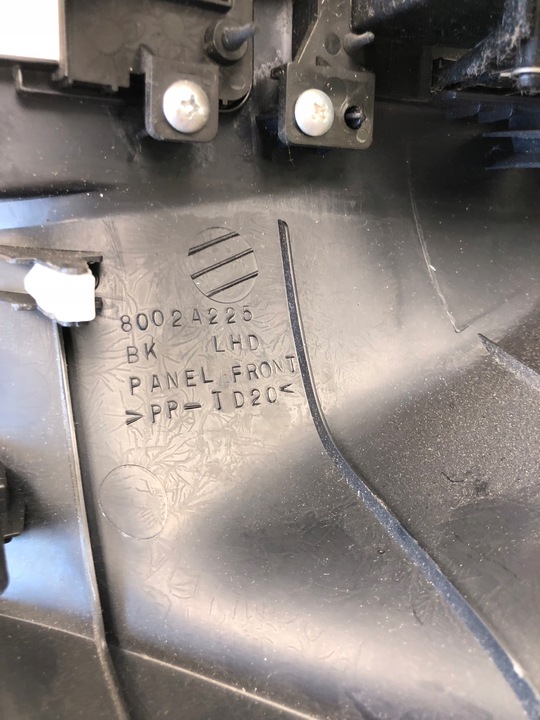 80024225
BK LHD
PANEL FRONT
>PP-TD20<